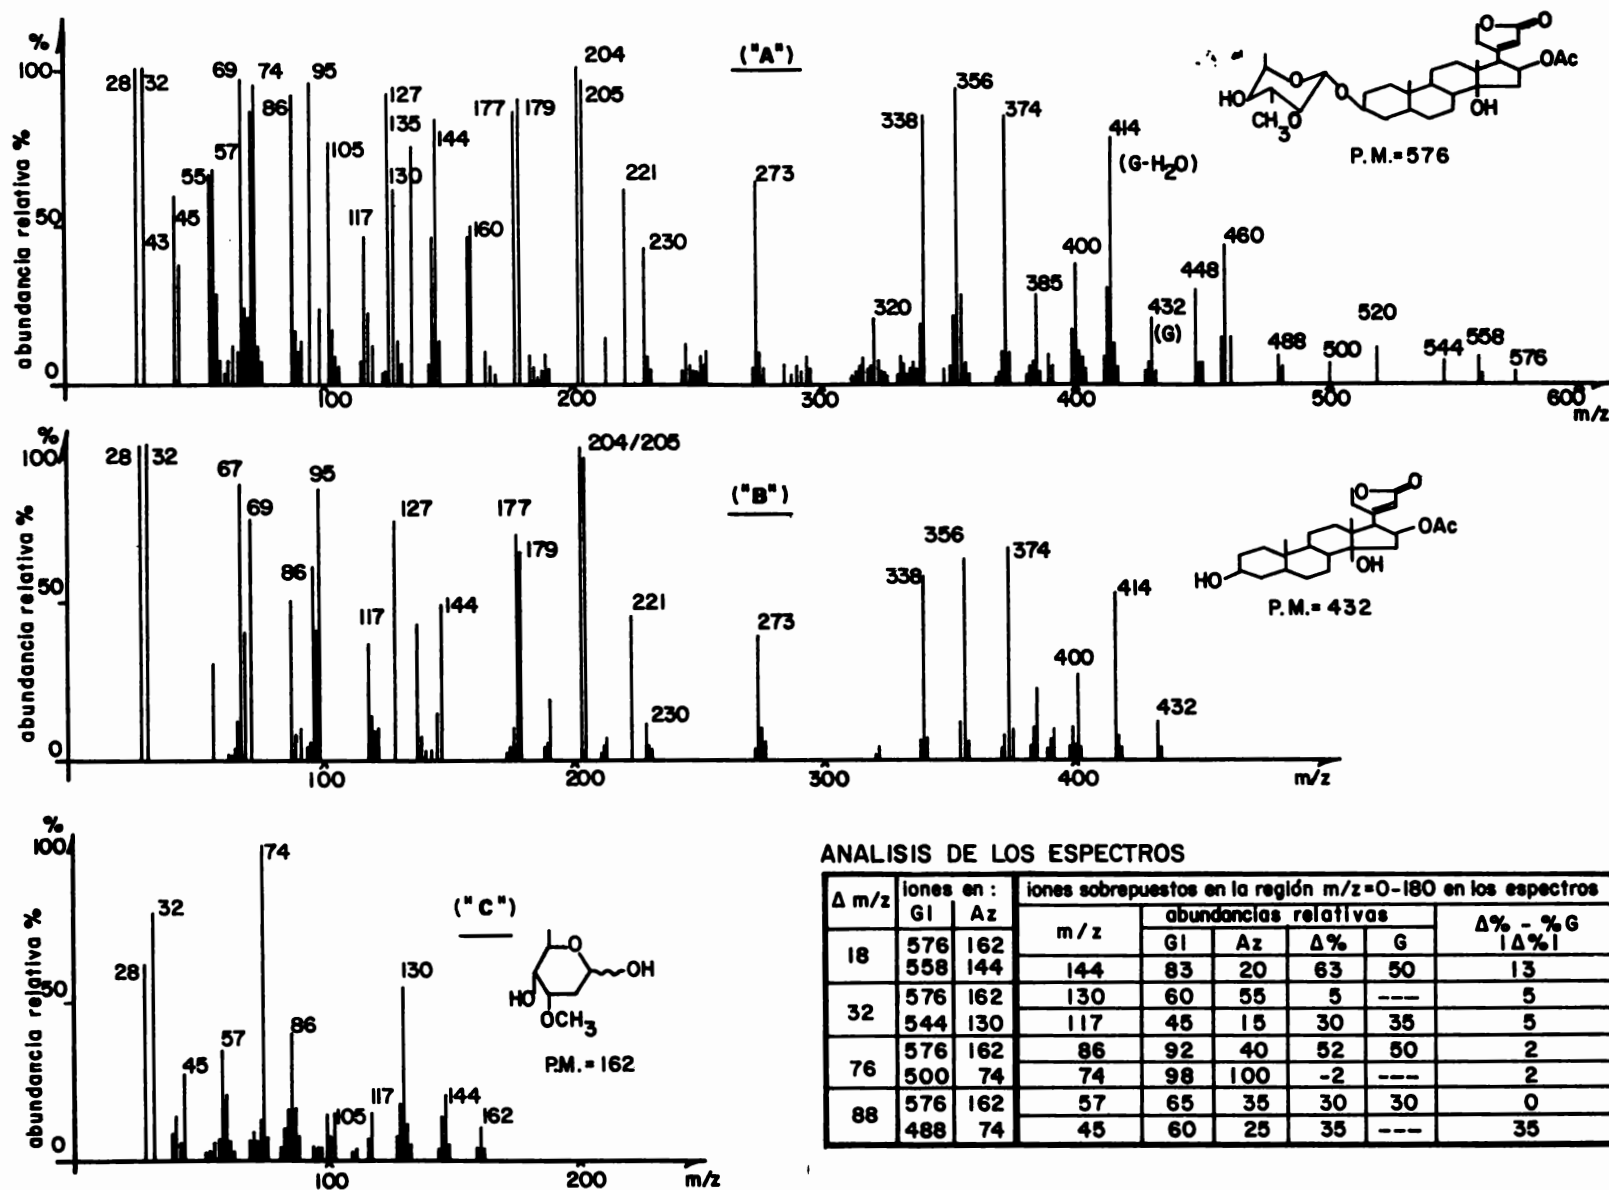 %
100
50
0
abundancia relativa %
("A")
28 32
43
45
55
57
69
74
86
95
105
117
127
135
130
144
160
177 179
204
205
221
230
273
320
338
356
374
385
400
414
(G-H2O)
432
(G)
448
460
488
500
520
544
558
576
100 200 300 400 500 600
m/z
O O
OAc
OH
O
O
HO
CH3O
P.M.=576
%
100
50
0
abundancia relativa %
("B")
28 32
67
69
86
95
117
127
144
177
179
204/205
221
230
273
338
356
374
400
414
432
100 200 300 400 m/z
O O
OAc
OH
HO
P.M.= 432
%
100
50
0
abundancia relativa %
("C")
28
32
45
57
74
86
105
117
130
144
162
100 200 m/z
O
OH
HO
OCH3
P.M.= 162
ANALISIS DE LOS ESPECTROS
Δ m/z iones en : iones sobrepuestos en la región m/z=0-180 en los espectros
Gl Az m/z abundancias relativas Δ% - %G
Gl Az Δ% G |Δ%|
18 576 162
558 144 144 83 20 63 50 13
32 576 162 130 60 55 5 --- 5
544 130 117 45 15 30 35 5
76 576 162 86 92 40 52 50 2
500 74 74 98 100 -2 --- 2
88 576 162 57 65 35 30 30 0
488 74 45 60 25 35 --- 35